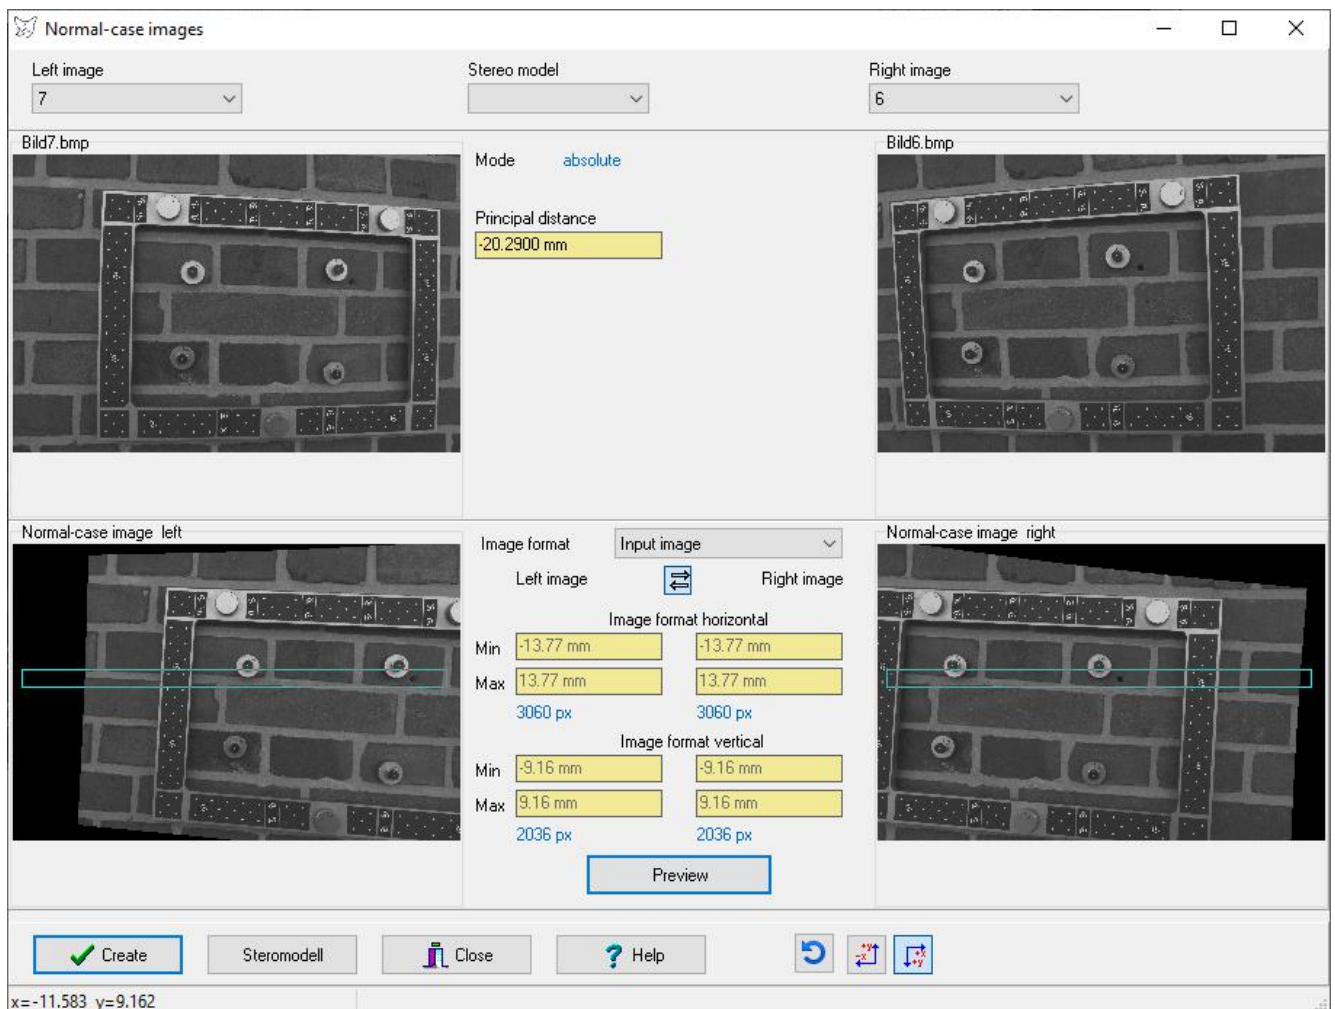 Normal-case images
Left image
Stereo model
Right image
7
6
Bild7.bmp
Bild6.bmp
Mode absolute
Principal distance
-20.2900 mm
Normal-case image left
Normal-case image right
Image format Input image
Left image Right image
Image format horizontal
Min -13.77 mm -13.77 mm
Max 13.77 mm 13.77 mm
3060 px 3060 px
Image format vertical
Min -9.16 mm -9.16 mm
Max 9.16 mm 9.16 mm
2036 px 2036 px
Preview
Create
Steromodell
Close
Help
x=-11.583 y=9.162